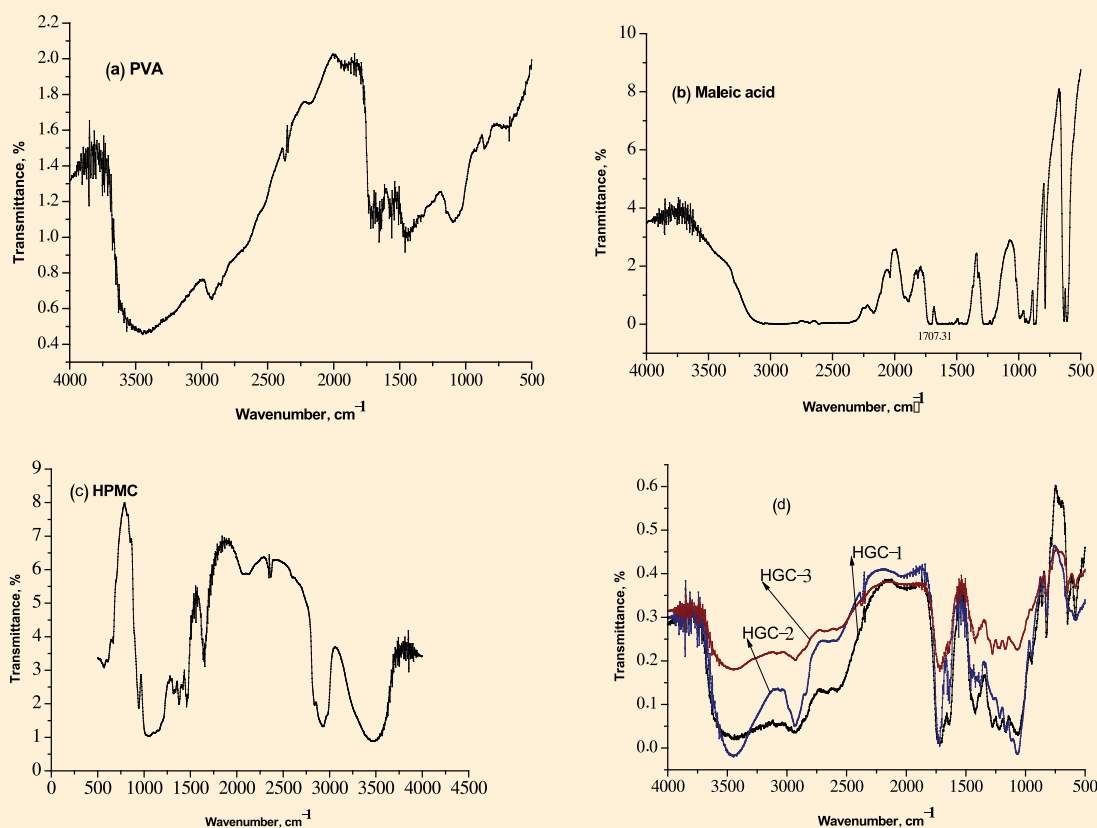 2.2
2.0
1.8
1.6
1.4
1.2
1.0
0.8
0.6
0.4
Transmittance, %
(a) PVA
4000 3500 3000 2500 2000 1500 1000 500
Wavenumber, cm–1
10
8
6
4
2
0
Tranmittance, %
(b) Maleic acid
1707.31
4000 3500 3000 2500 2000 1500 1000 500
Wavenumber, cm▯–1
9
8
7
6
5
4
3
2
1
0
Transmittance, %
(c) HPMC
0 500 1000 1500 2000 2500 3000 3500 4000 4500
Wavenumber, cm–1
0.6
0.5
0.4
0.3
0.2
0.1
0.0
Transmittance, %
(d)
HGC–1
HGC–3
HGC–2
4000 3500 3000 2500 2000 1500 1000 500
Wavenumber, cm–1